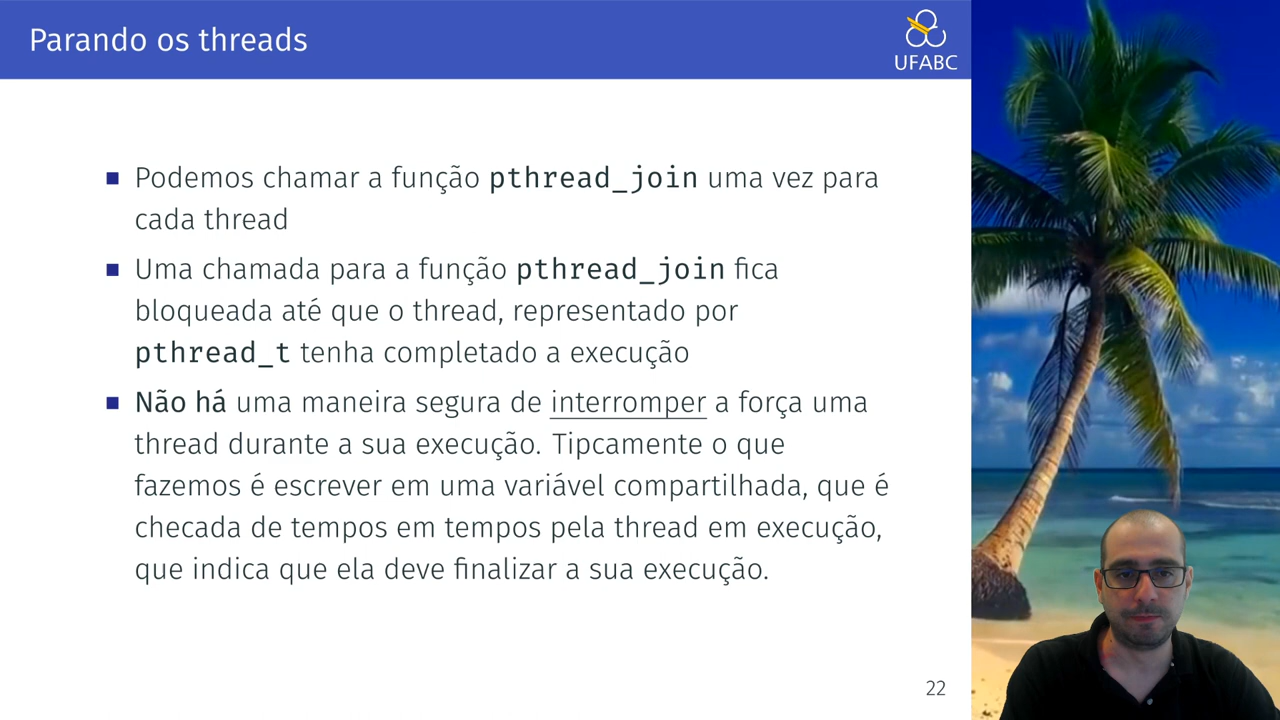 Parando os threads
UFABC
Podemos chamar a função pthread_join uma vez para
cada thread
Uma chamada para a função pthread_join fica
bloqueada até que o thread, representado por
pthread_t tenha completado a execução
Não há uma maneira segura de interromper a força uma
thread durante a sua execução. Tipcamente o que
fazemos é escrever em uma variável compartilhada, que é
checada de tempos em tempos pela thread em execução,
que indica que ela deve finalizar a sua execução.
22